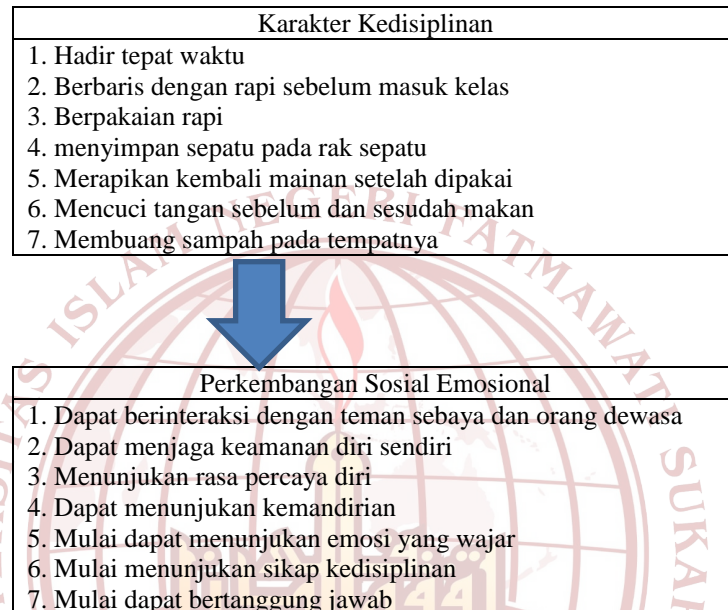 Karakter Kedisiplinan
1. Hadir tepat waktu
2. Berbaris dengan rapi sebelum masuk kelas
3. Berpakaian rapi
4. menyimpan sepatu pada rak sepatu
5. Merapikan kembali mainan setelah dipakai
6. Mencuci tangan sebelum dan sesudah makan
7. Membuang sampah pada tempatnya
Perkembangan Sosial Emosional
1. Dapat berinteraksi dengan teman sebaya dan orang dewasa
2. Dapat menjaga keamanan diri sendiri
3. Menunjukan rasa percaya diri
4. Dapat menunjukan kemandirian
5. Mulai dapat menunjukan emosi yang wajar
6. Mulai menunjukan sikap kedisiplinan
7. Mulai dapat bertanggung jawab
ISLAM NEGERI FATMAWATI